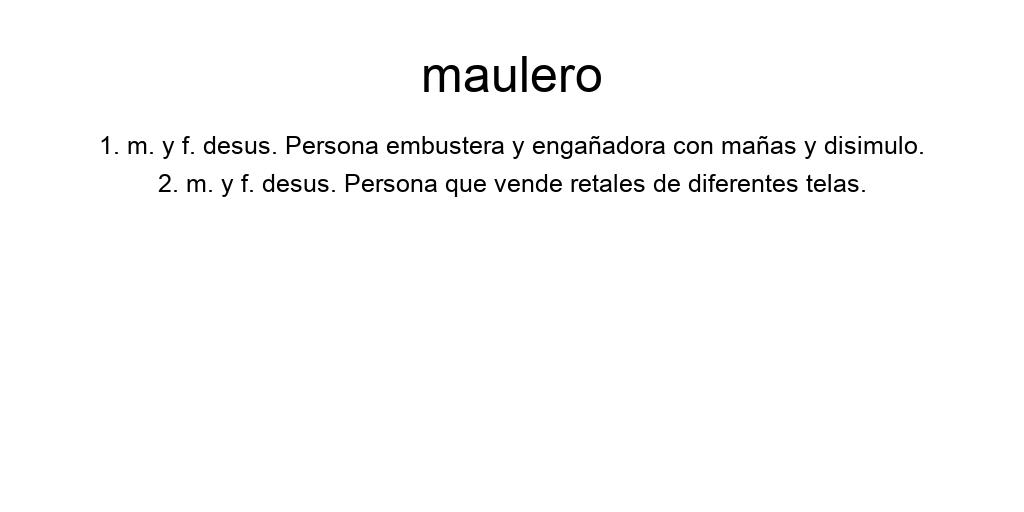 maulero
1. m. y f. desus. Persona embustera y engañadora con mañas y disimulo.
2. m. y f. desus. Persona que vende retales de diferentes telas.